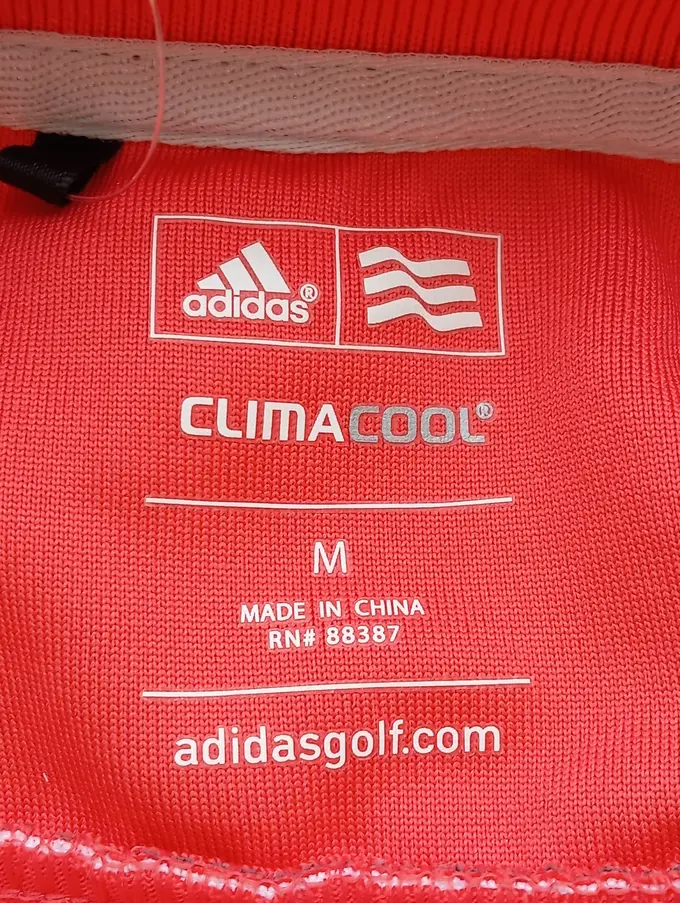 adidas®
CLIMACOOL®
M
MADE IN CHINA
RN# 88387
adidasgolf.com